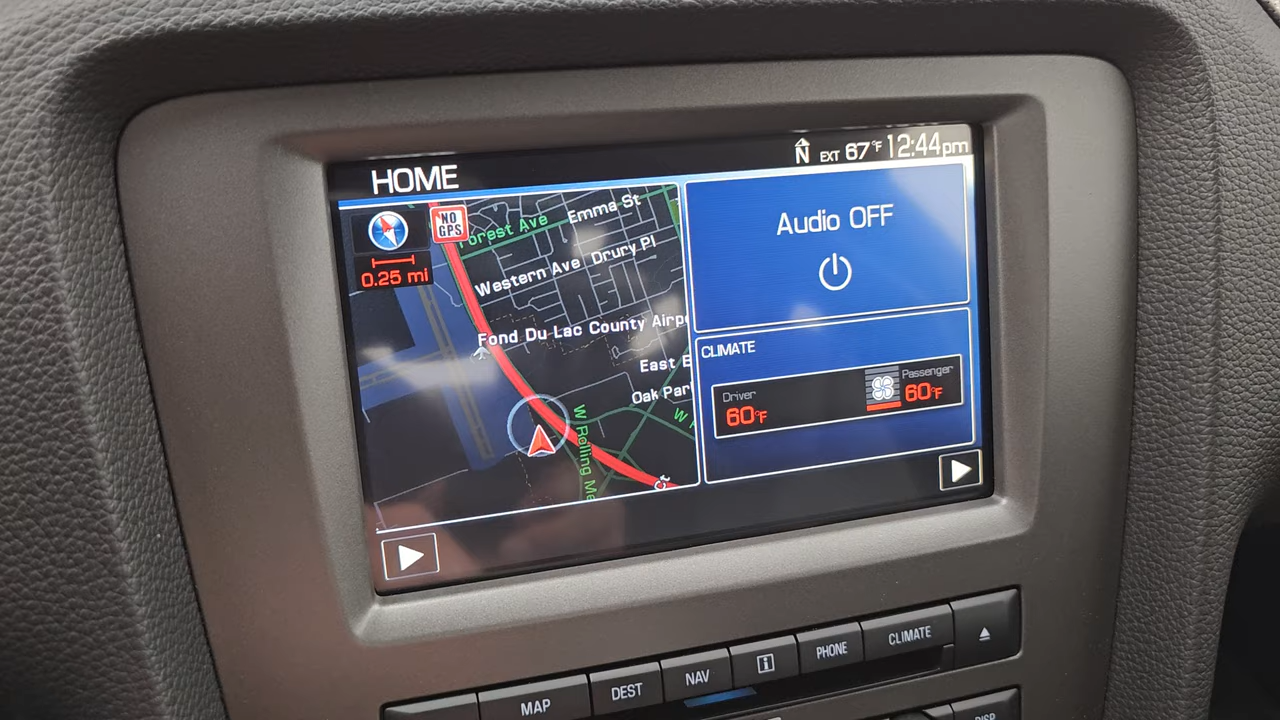 HOME
N EXT 67°F 12:44pm
NO
GPS
0.25 mi
Forest Ave
Emma St
Western Ave
Drury Pl
Fond Du Lac County Airp
East B
Oak Par
W Rolling Me
W
Ct
Audio OFF
CLIMATE
Driver
60°F
Passenger
60°F
MAP
DEST
NAV
i
PHONE
CLIMATE
DISP